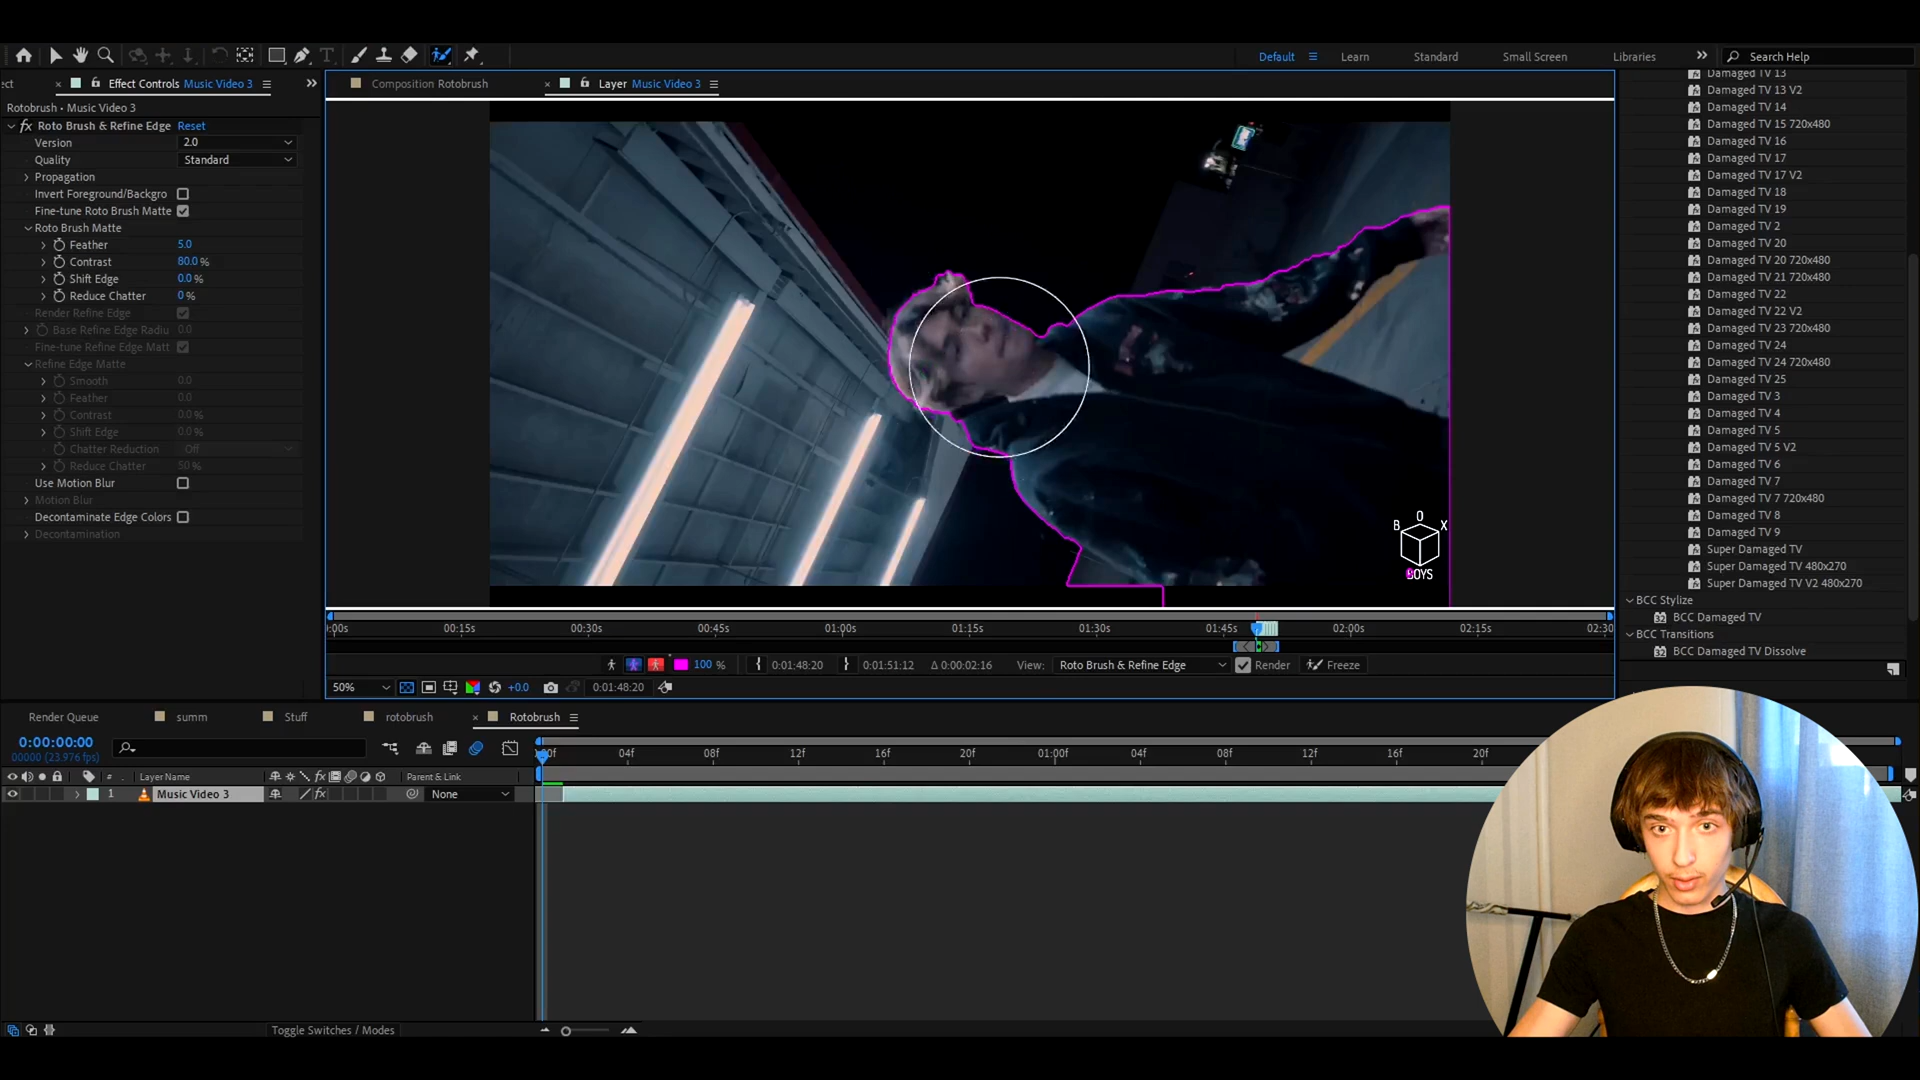 Default
Learn
Standard
Small Screen
Libraries
Search Help
ect
Effect Controls Music Video 3
Rotobrush • Music Video 3
fx Roto Brush & Refine Edge Reset
Version 2.0
Quality Standard
Propagation
Invert Foreground/Backgro
Fine-tune Roto Brush Matte
Roto Brush Matte
Feather 5.0
Contrast 80.0 %
Shift Edge 0.0 %
Reduce Chatter 0 %
Render Refine Edge
Base Refine Edge Radiu 0.0
Fine-tune Refine Edge Matt
Refine Edge Matte
Smooth 0.0
Feather 0.0
Contrast 0.0 %
Shift Edge 0.0 %
Chatter Reduction Off
Reduce Chatter 50 %
Use Motion Blur
Motion Blur
Decontaminate Edge Colors
Decontamination
Composition Rotobrush
Layer Music Video 3
B O X
BOYS
:00s 00:15s 00:30s 00:45s 01:00s 01:15s 01:30s 01:45s 02:00s 02:15s 02:30s
100 % 0:01:48:20 0:01:51:12 Δ 0:00:02:16 View: Roto Brush & Refine Edge Render Freeze
50% +0.0 0:01:48:20
Damaged TV 13
Damaged TV 13 V2
Damaged TV 14
Damaged TV 15 720x480
Damaged TV 16
Damaged TV 17
Damaged TV 17 V2
Damaged TV 18
Damaged TV 19
Damaged TV 2
Damaged TV 20
Damaged TV 20 720x480
Damaged TV 21 720x480
Damaged TV 22
Damaged TV 22 V2
Damaged TV 23 720x480
Damaged TV 24
Damaged TV 24 720x480
Damaged TV 25
Damaged TV 3
Damaged TV 4
Damaged TV 5
Damaged TV 5 V2
Damaged TV 6
Damaged TV 7
Damaged TV 7 720x480
Damaged TV 8
Damaged TV 9
Super Damaged TV
Super Damaged TV 480x270
Super Damaged TV V2 480x270
BCC Stylize
32 BCC Damaged TV
BCC Transitions
32 BCC Damaged TV Dissolve
Render Queue
summ
Stuff
rotobrush
Rotobrush
0:00:00:00
00000 (23.976 fps)
:00f 04f 08f 12f 16f 20f 01:00f 04f 08f 12f 16f 20f
# Layer Name fx Parent & Link
1 Music Video 3 fx None
Toggle Switches / Modes